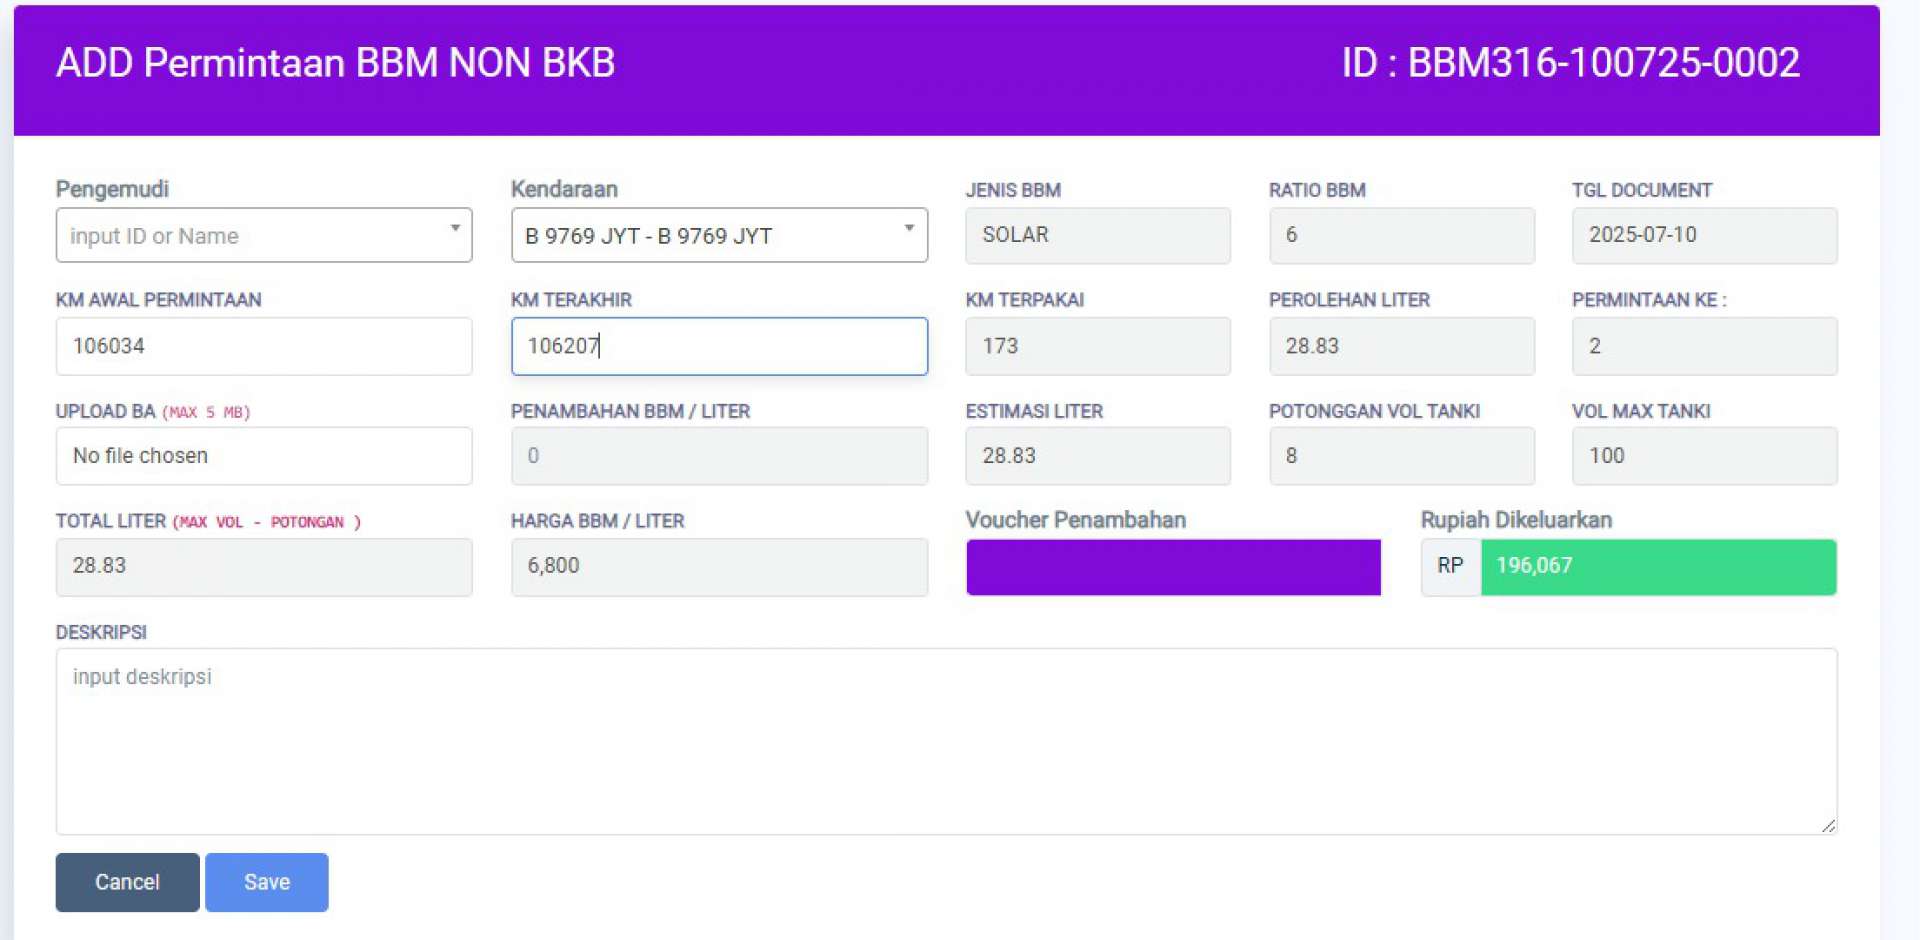 ADD Permintaan BBM NON BKB
ID : BBM316-100725-0002
Pengemudi
Kendaraan
JENIS BBM
RATIO BBM
TGL DOCUMENT
input ID or Name
B 9769 JYT - B 9769 JYT
SOLAR
6
2025-07-10
KM AWAL PERMINTAAN
KM TERAKHIR
KM TERPAKAI
PEROLEHAN LITER
PERMINTAAN KE :
106034
106207
173
28.83
2
UPLOAD BA (MAX 5 MB)
PENAMBAHAN BBM / LITER
ESTIMASI LITER
POTONGGAN VOL TANKI
VOL MAX TANKI
No file chosen
0
28.83
8
100
TOTAL LITER (MAX VOL - POTONGAN )
HARGA BBM / LITER
Voucher Penambahan
Rupiah Dikeluarkan
28.83
6,800
RP
196,067
DESKRIPSI
input deskripsi
Cancel
Save